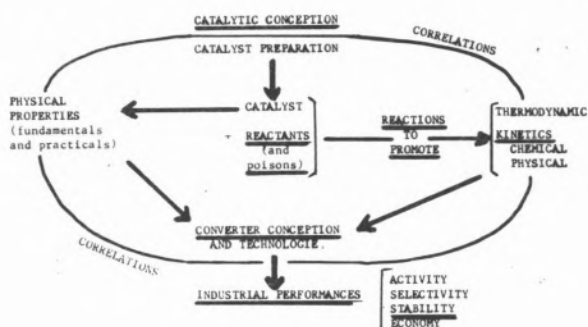 CATALYTIC CONCEPTION
CATALYST PREPARATION
CORRELATIONS
PHYSICAL
PROPERTIES
(fundamentals
and practicals)
CATALYST
REACTANTS
(and
poisons)
REACTIONS
TO
PROMOTE
THERMODYNAMIC
KINETICS
CHEMICAL
PHYSICAL
CONVERTER CONCEPTION
AND TECHNOLOGIE.
CORRELATIONS
INDUSTRIAL PERFORMANCES
ACTIVITY
SELECTIVITY
STABILITY
ECONOMY